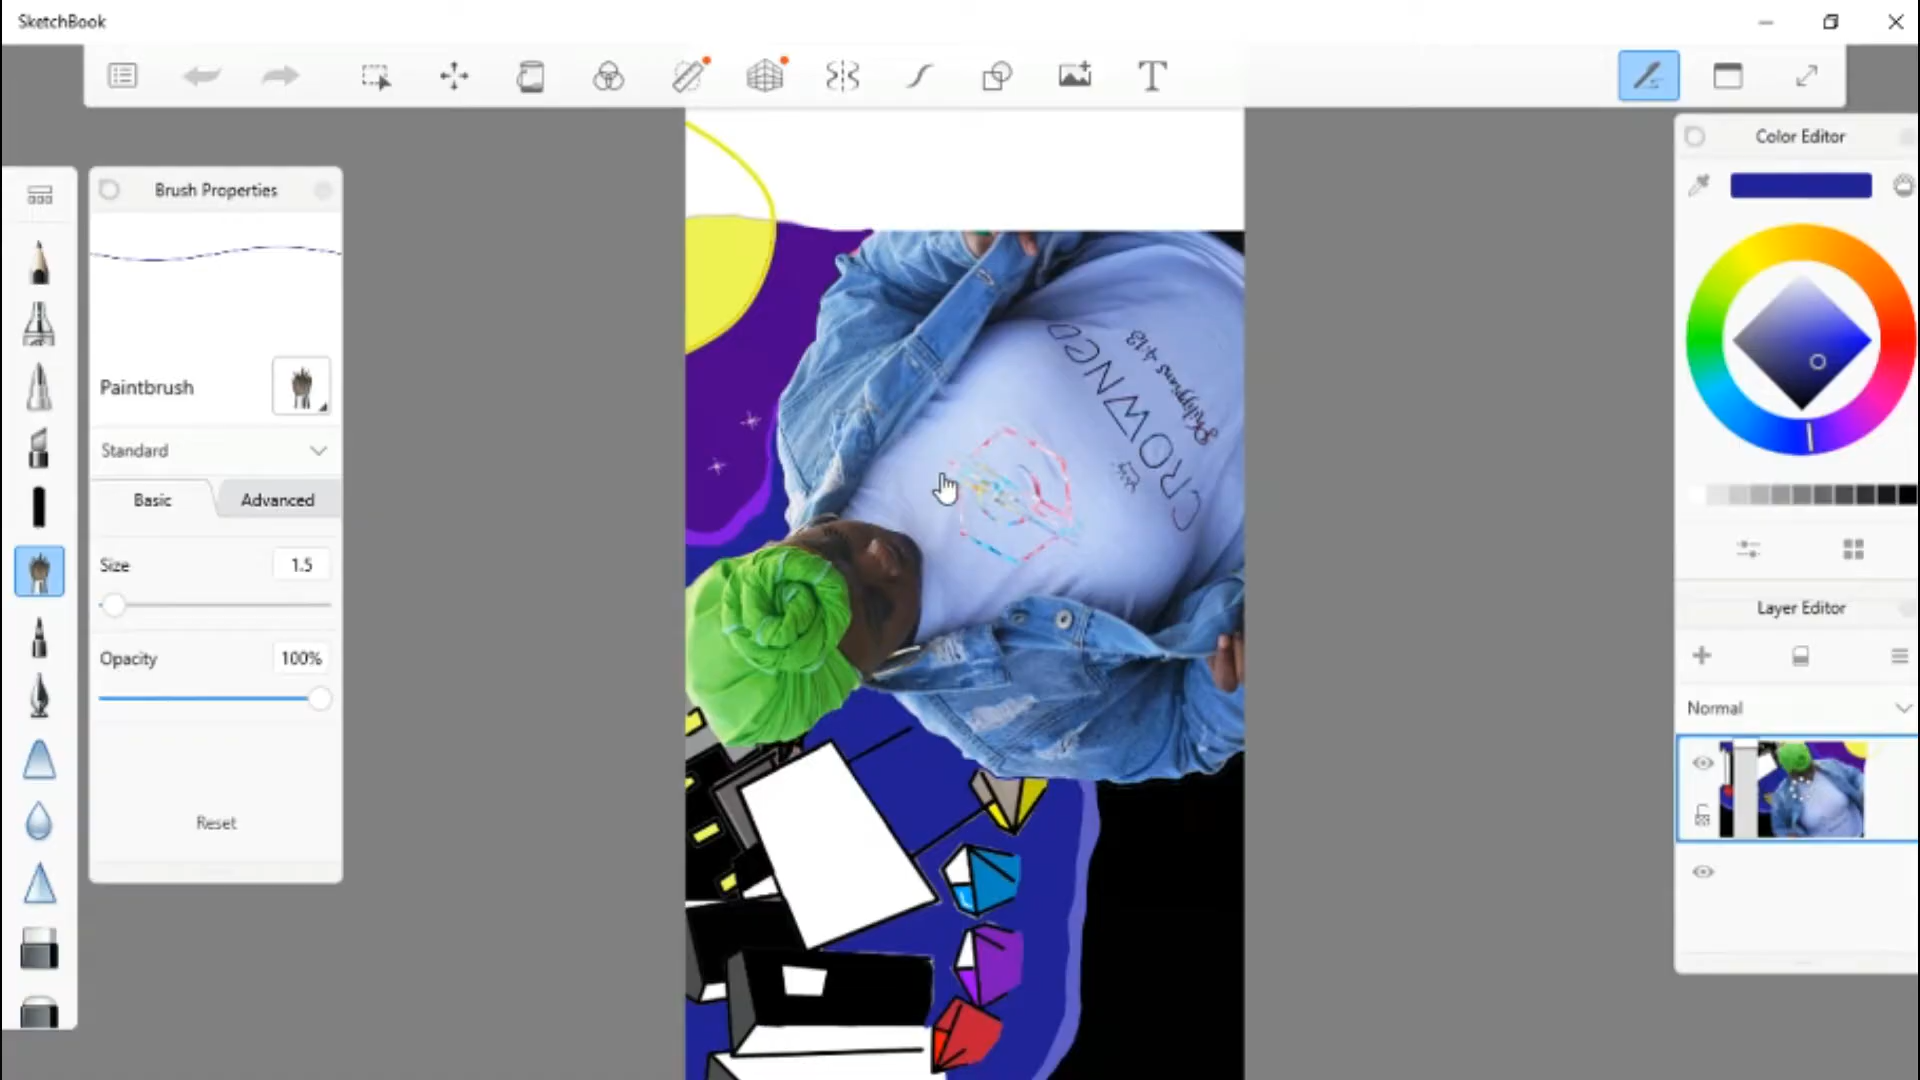 SketchBook
T
Color Editor
Brush Properties
Paintbrush
Standard
Basic Advanced
Size 1.5
Opacity 100%
Reset
CROWNED
Philippians 4:13
Layer Editor
Normal